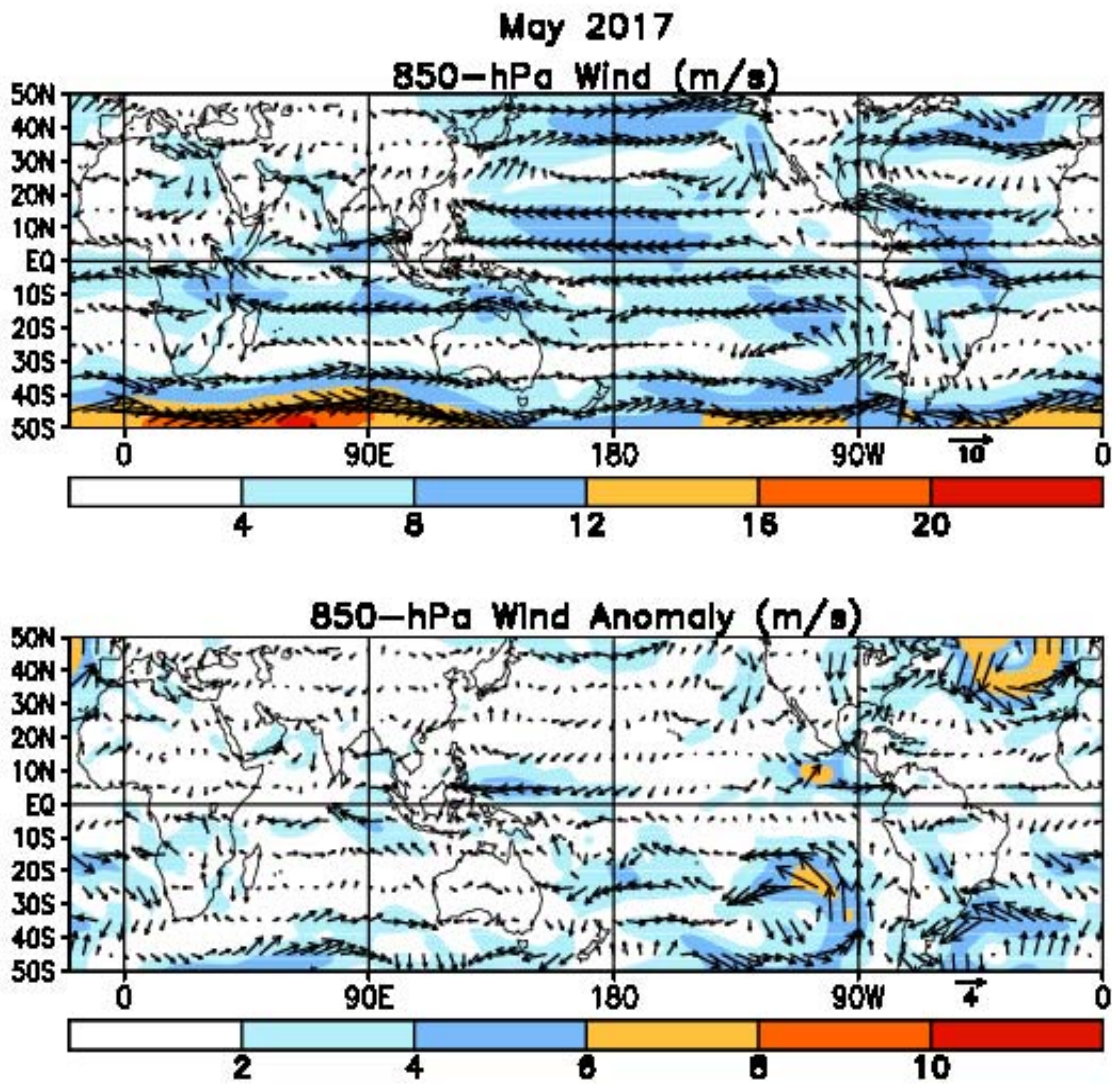 May 2017
850-hPa Wind (m/s)
50N
40N
30N
20N
10N
EQ
10S
20S
30S
40S
50S
0 90E 180 90W 10 0
4 8 12 16 20
850-hPa Wind Anomaly (m/s)
50N
40N
30N
20N
10N
EQ
10S
20S
30S
40S
50S
0 90E 180 90W 4 0
2 4 6 8 10